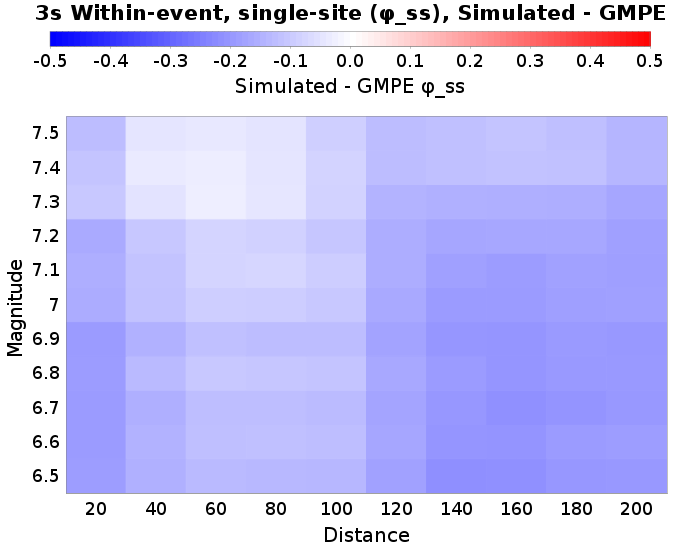 3s Within-event, single-site (φ_ss), Simulated - GMPE
-0.5 -0.4 -0.3 -0.2 -0.1 0.0 0.1 0.2 0.3 0.4 0.5
Simulated - GMPE φ_ss
7.5
7.4
7.3
7.2
7.1
7
6.9
6.8
6.7
6.6
6.5
Magnitude
20 40 60 80 100 120 140 160 180 200
Distance